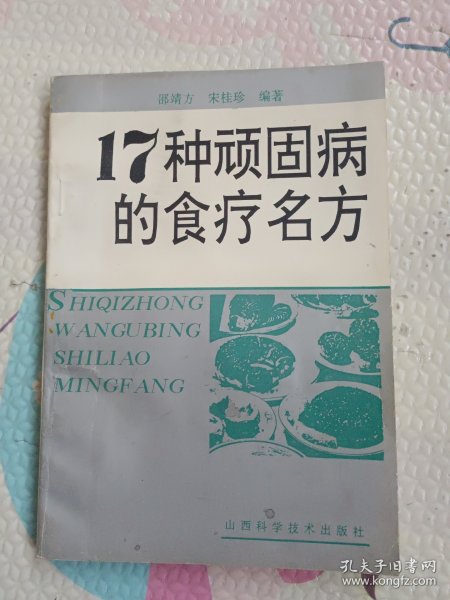 邵靖方 宋桂珍 编著
17种顽固病
的食疗名方
SHIQIZHONG
WANGUBING
SHILIAO
MINGFANG
山西科学技术出版社
孔夫子旧书网
www.kongfz.com